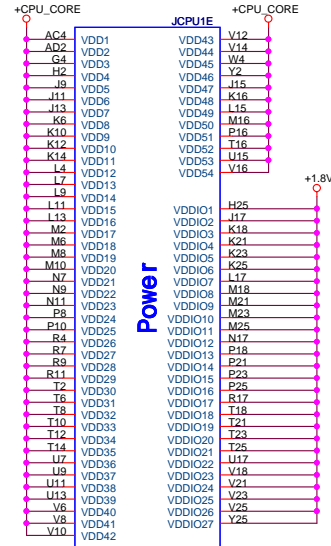 +CPU_CORE +CPU_CORE
JCPU1E
AC4 VDD1 VDD43 V12
AD2 VDD2 VDD44 V14
G4 VDD3 VDD45 W4
H2 VDD4 VDD46 Y2
J9 VDD5 VDD47 J15
J11 VDD6 VDD48 K16
J13 VDD7 VDD49 L15
K6 VDD8 VDD50 M16
K10 VDD9 VDD51 P16
K12 VDD10 VDD52 T16
K14 VDD11 VDD53 U15
L4 VDD12 VDD54 V16
L7 VDD13 +1.8V
L9 VDD14
L11 VDD15 VDDIO1 H25
L13 VDD16 VDDIO2 J17
M2 VDD17 VDDIO3 K18
M6 VDD18 VDDIO4 K21
M8 VDD19 VDDIO5 K23
M10 VDD20 VDDIO6 K25
N7 VDD21 VDDIO7 L17
N9 VDD22 VDDIO8 M18
N11 VDD23 VDDIO9 M21
P8 VDD24 VDDIO10 M23
P10 VDD25 VDDIO11 M25
R4 VDD26 VDDIO12 N17
R7 VDD27 VDDIO13 P18
R9 VDD28 VDDIO14 P21
R11 VDD29 VDDIO15 P23
T2 VDD30 VDDIO16 P25
T6 VDD31 VDDIO17 R17
T8 VDD32 VDDIO18 T18
T10 VDD33 VDDIO19 T21
T12 VDD34 VDDIO20 T23
T14 VDD35 VDDIO21 T25
U7 VDD36 VDDIO22 U17
U9 VDD37 VDDIO23 V18
U11 VDD38 VDDIO24 V21
U13 VDD39 VDDIO25 V23
V6 VDD40 VDDIO26 V25
V8 VDD41 VDDIO27 Y25
V10 VDD42
Power